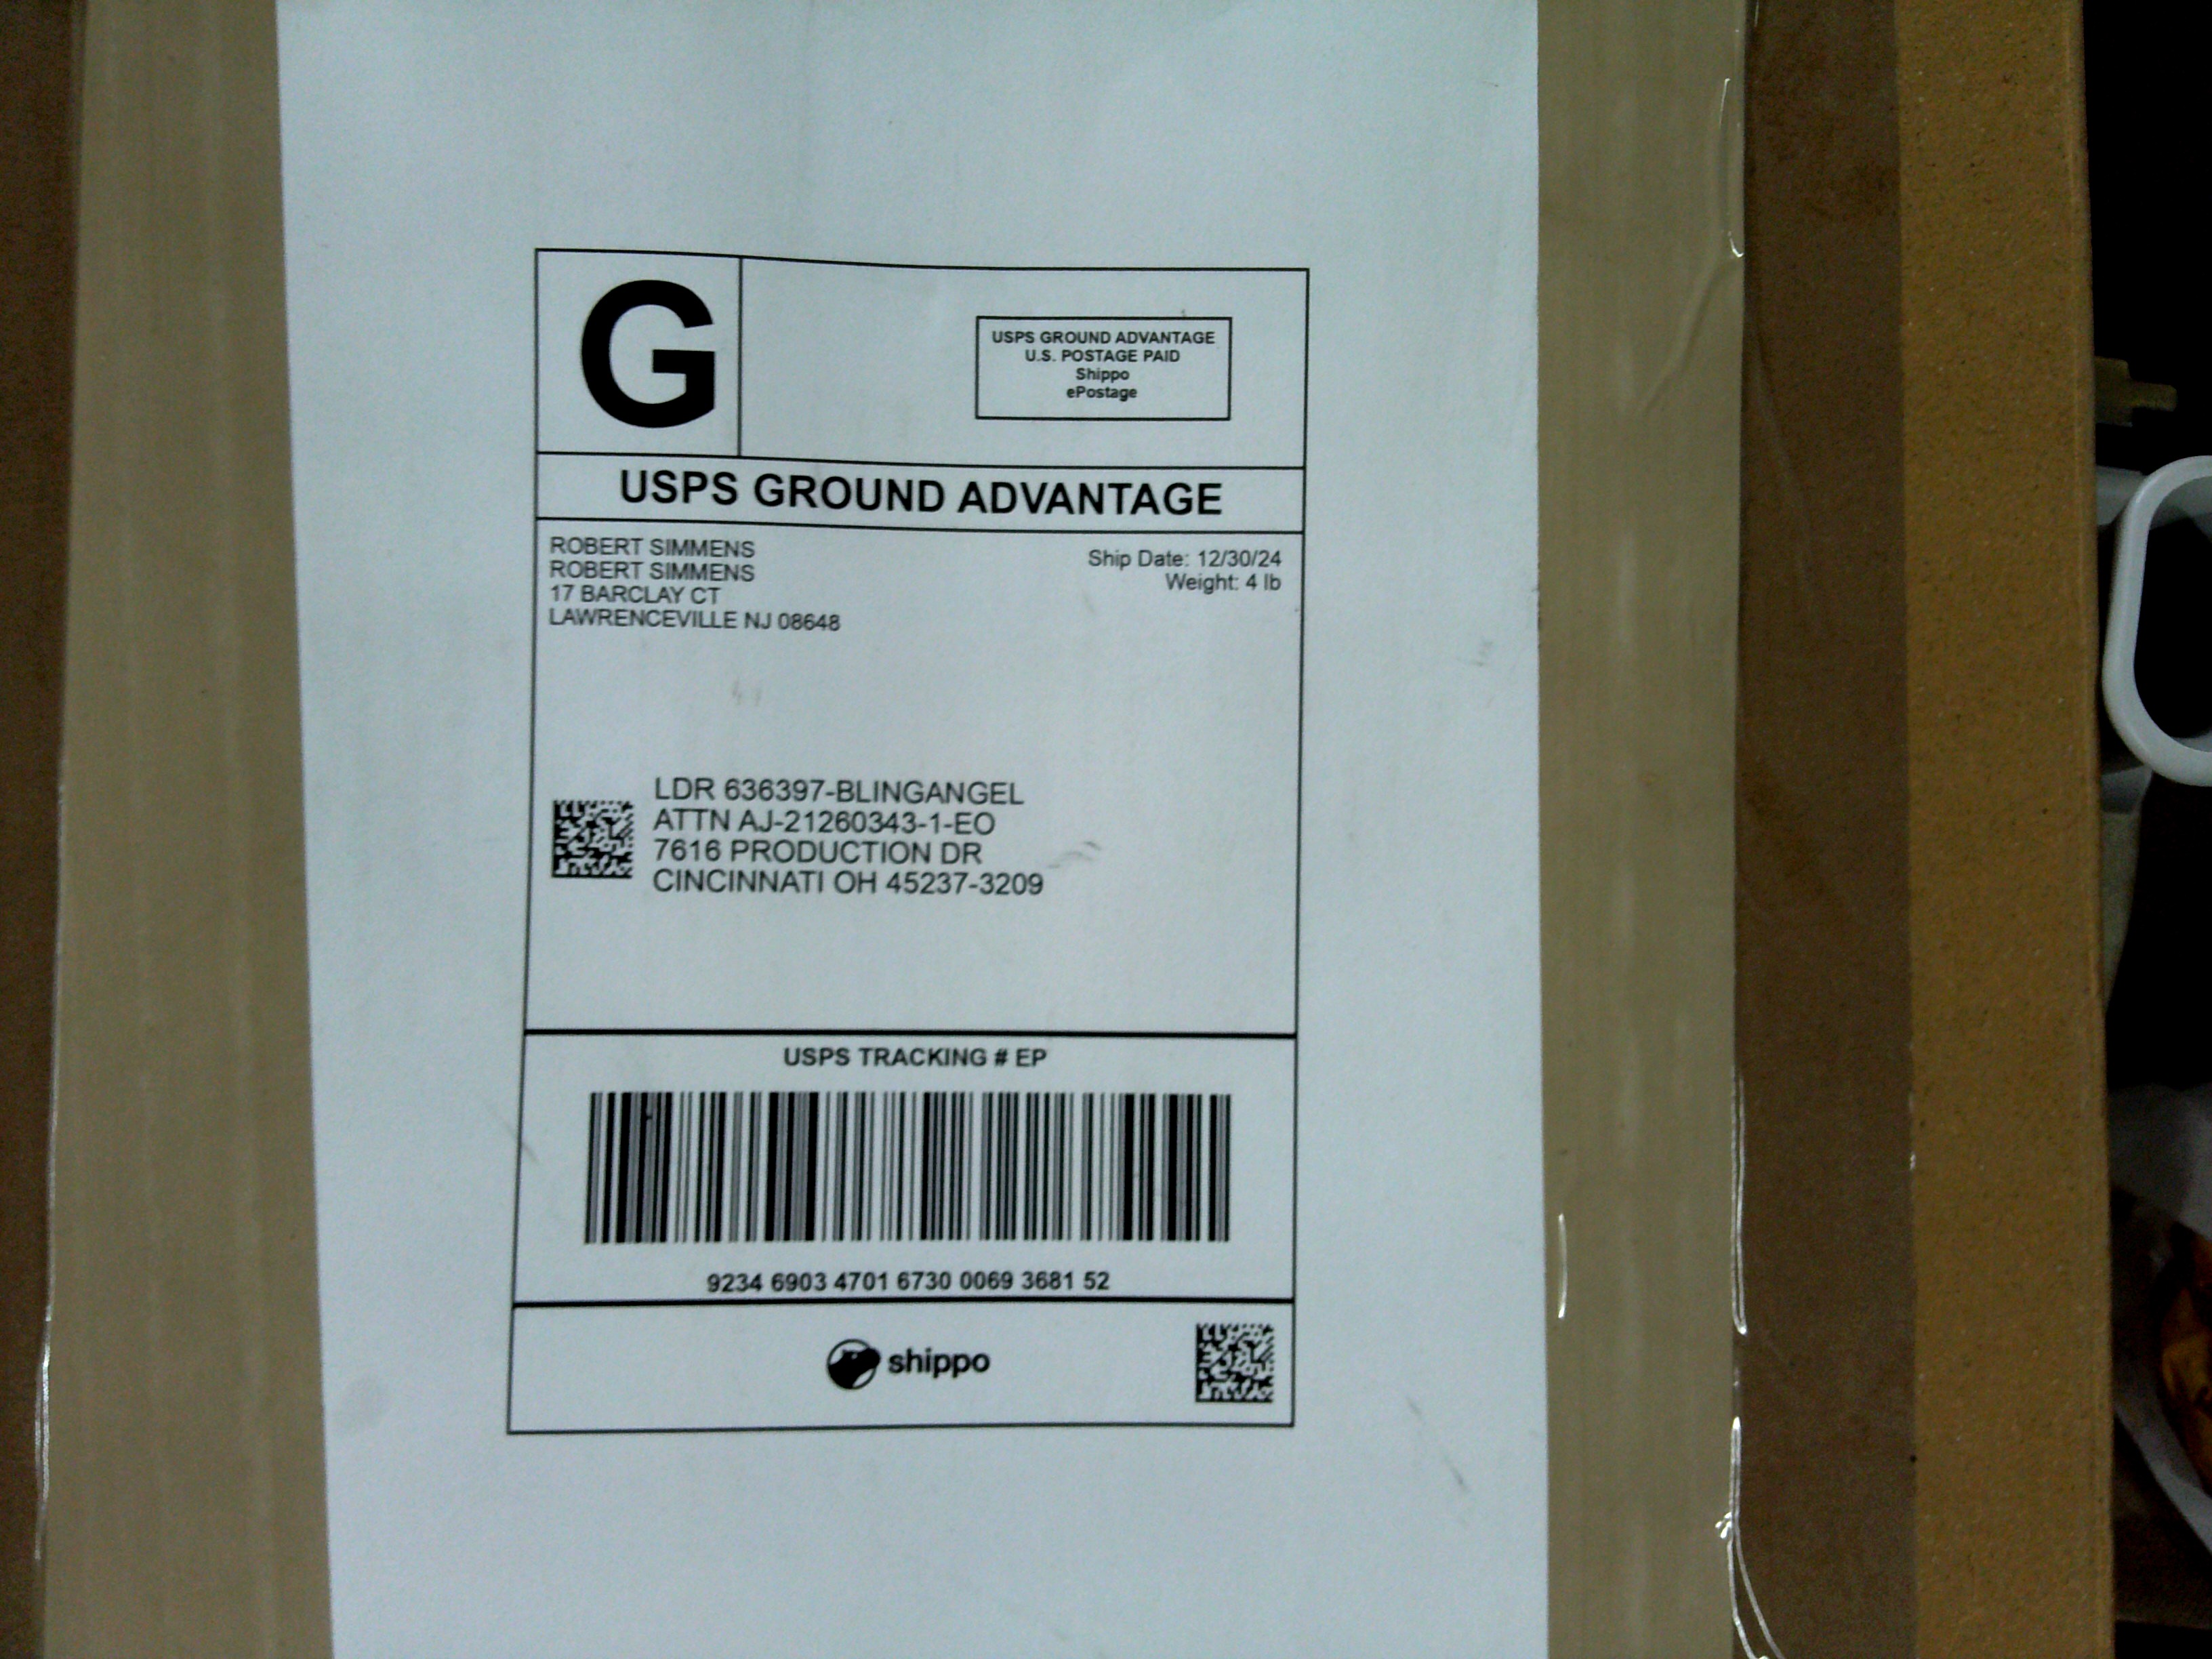 G
USPS GROUND ADVANTAGE
U.S. POSTAGE PAID
Shippo
ePostage
USPS GROUND ADVANTAGE
ROBERT SIMMENS
ROBERT SIMMENS
17 BARCLAY CT
LAWRENCEVILLE NJ 08648
Ship Date: 12/30/24
Weight: 4 lb
LDR 636397-BLINGANGEL
ATTN AJ-21260343-1-EO
7616 PRODUCTION DR
CINCINNATI OH 45237-3209
USPS TRACKING # EP
9234 6903 4701 6730 0069 3681 52
shippo